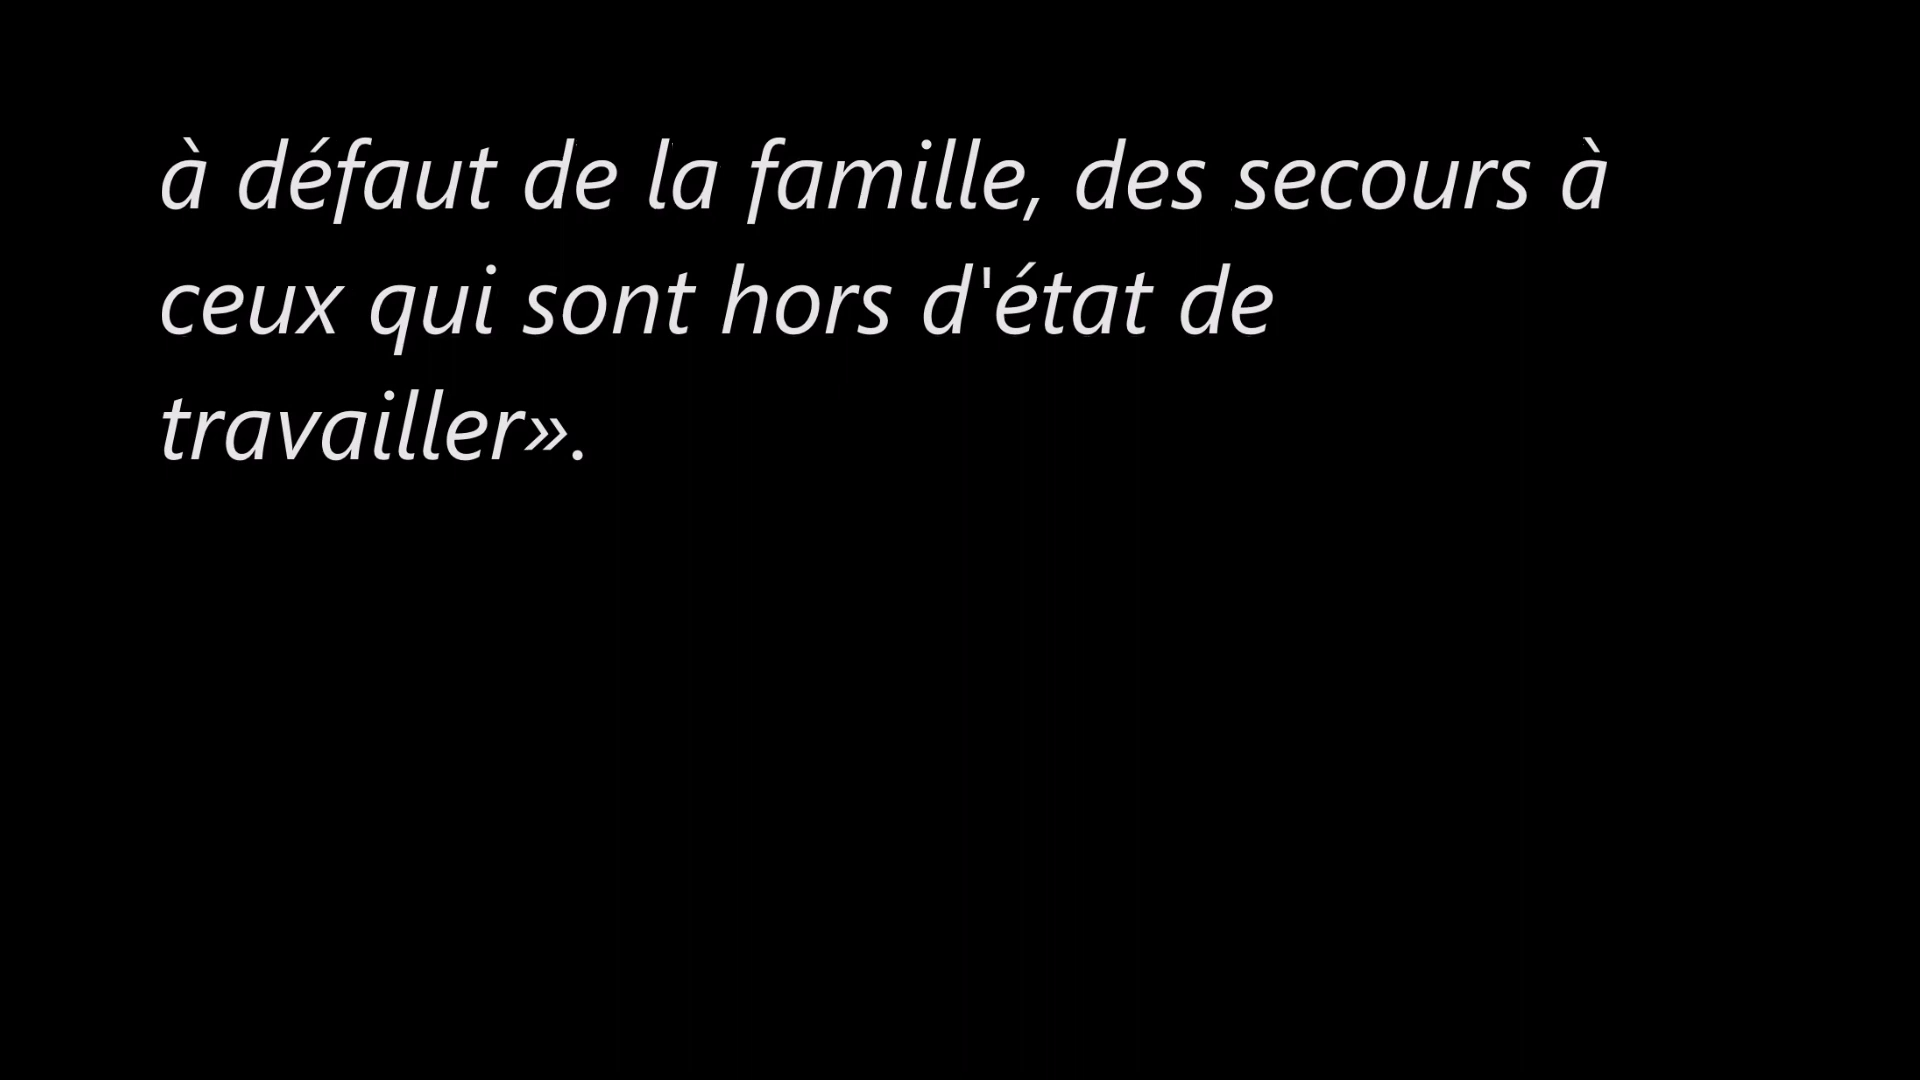 à défaut de la famille, des secours à
ceux qui sont hors d'état de
travailler».